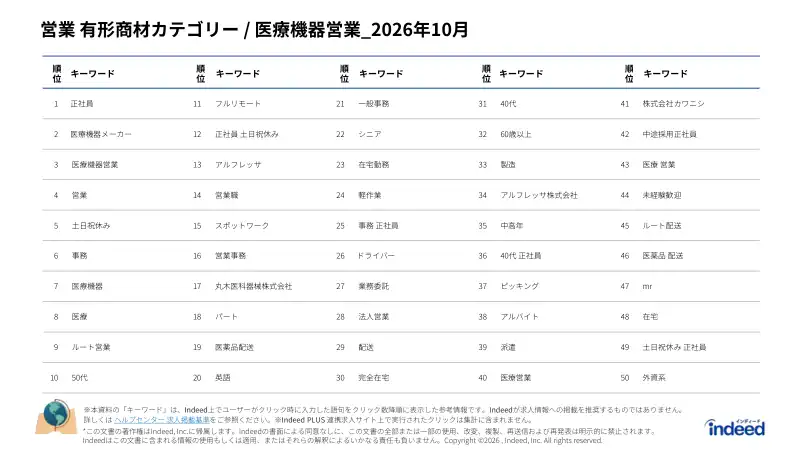 営業 有形商材カテゴリー / 医療機器営業_2026年10月
順位 キーワード 順位 キーワード 順位 キーワード 順位 キーワード 順位 キーワード
1 正社員 11 フルリモート 21 一般事務 31 40代 41 株式会社カワニシ
2 医療機器メーカー 12 正社員 土日祝休み 22 シニア 32 60歳以上 42 中途採用正社員
3 医療機器営業 13 アルフレッサ 23 在宅勤務 33 製造 43 医療 営業
4 営業 14 営業職 24 軽作業 34 アルフレッサ株式会社 44 未経験歓迎
5 土日祝休み 15 スポットワーク 25 事務 正社員 35 中高年 45 ルート配送
6 事務 16 営業事務 26 ドライバー 36 40代 正社員 46 医薬品 配送
7 医療機器 17 丸木医科器械株式会社 27 業務委託 37 ピッキング 47 mr
8 医療 18 パート 28 法人営業 38 アルバイト 48 在宅
9 ルート営業 19 医薬品配送 29 配送 39 派遣 49 土日祝休み 正社員
10 50代 20 英語 30 完全在宅 40 医療営業 50 外資系
※本資料の「キーワード」は、Indeed上でユーザーがクリック時に入力した語句をクリック数降順に表示した参考情報です。Indeedが求人情報への掲載を推奨するものではありません。
詳しくは ヘルプセンター 求人掲載基準をご参照ください。※Indeed PLUS 連携求人サイト上で実行されたクリックは集計に含まれません。
*この文書の著作権はIndeed, Inc.に帰属します。Indeedの書面による同意なしに、この文書の全部または一部の使用、改変、複製、再送信および再発表は明示的に禁止されます。
Indeedはこの文書に含まれる情報の使用もしくは適用、またはそれらの解釈によるいかなる責任も負いません。Copyright ©2026 , Indeed, Inc. All rights reserved.
インディード
indeed